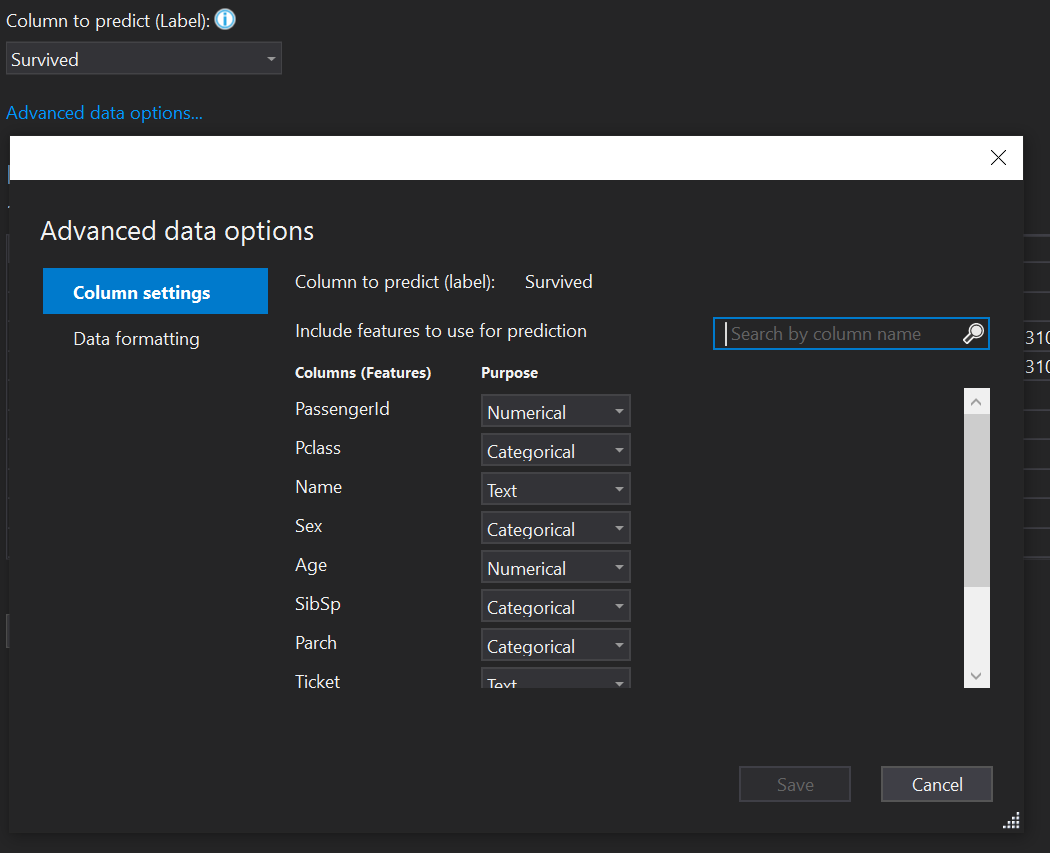 Column to predict (Label):
Survived
Advanced data options...
Advanced data options
Column settings
Data formatting
Column to predict (label): Survived
Include features to use for prediction
Search by column name
Columns (Features) Purpose
PassengerId Numerical
Pclass Categorical
Name Text
Sex Categorical
Age Numerical
SibSp Categorical
Parch Categorical
Ticket Text
310
310
Save Cancel